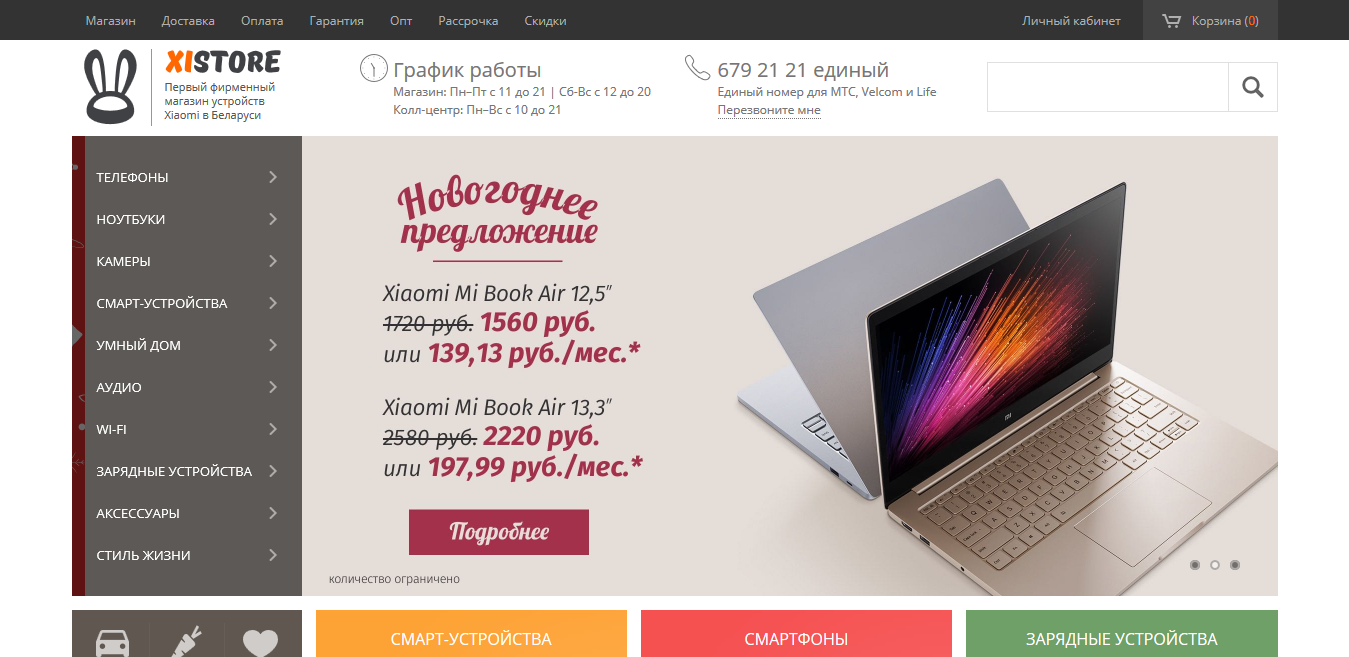 Магазин Доставка Оплата Гарантия Опт Рассрочка Скидки Личный кабинет Корзина (0)
XISTORE
Первый фирменный
магазин устройств
Xiaomi в Беларуси
График работы
Магазин: Пн–Пт с 11 до 21 | Сб-Вс с 12 до 20
Колл-центр: Пн–Вс с 10 до 21
679 21 21 единый
Единый номер для МТС, Velcom и Life
Перезвоните мне
ТЕЛЕФОНЫ
НОУТБУКИ
КАМЕРЫ
СМАРТ-УСТРОЙСТВА
УМНЫЙ ДОМ
АУДИО
WI-FI
ЗАРЯДНЫЕ УСТРОЙСТВА
АКСЕССУАРЫ
СТИЛЬ ЖИЗНИ
Новогоднее
предложение
Xiaomi Mi Book Air 12,5″
1720 руб. 1560 руб.
или 139,13 руб./мес.*
Xiaomi Mi Book Air 13,3″
2580 руб. 2220 руб.
или 197,99 руб./мес.*
Подробнее
количество ограничено
СМАРТ-УСТРОЙСТВА
СМАРТФОНЫ
ЗАРЯДНЫЕ УСТРОЙСТВА